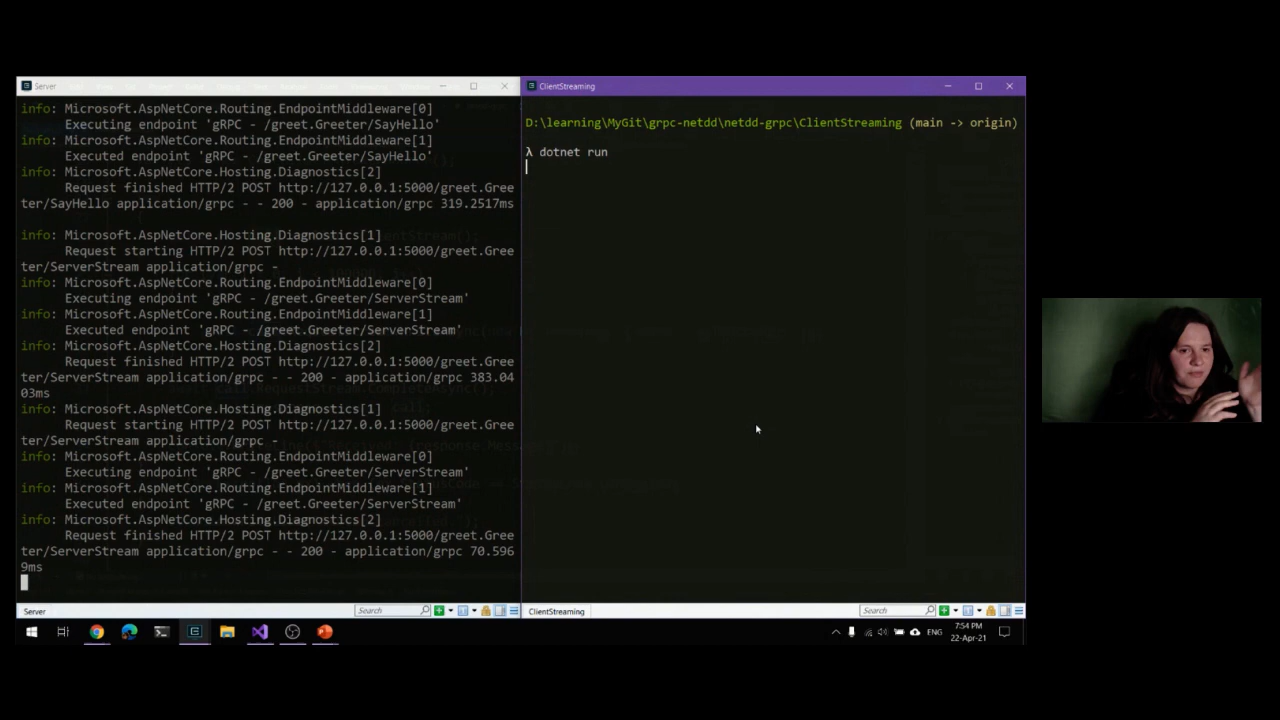 Server
info: Microsoft.AspNetCore.Routing.EndpointMiddleware[0]
Executing endpoint 'gRPC - /greet.Greeter/SayHello'
info: Microsoft.AspNetCore.Routing.EndpointMiddleware[1]
Executed endpoint 'gRPC - /greet.Greeter/SayHello'
info: Microsoft.AspNetCore.Hosting.Diagnostics[2]
Request finished HTTP/2 POST http://127.0.0.1:5000/greet.Gree
ter/SayHello application/grpc - - 200 - application/grpc 319.2517ms
info: Microsoft.AspNetCore.Hosting.Diagnostics[1]
Request starting HTTP/2 POST http://127.0.0.1:5000/greet.Gree
ter/ServerStream application/grpc -
info: Microsoft.AspNetCore.Routing.EndpointMiddleware[0]
Executing endpoint 'gRPC - /greet.Greeter/ServerStream'
info: Microsoft.AspNetCore.Routing.EndpointMiddleware[1]
Executed endpoint 'gRPC - /greet.Greeter/ServerStream'
info: Microsoft.AspNetCore.Hosting.Diagnostics[2]
Request finished HTTP/2 POST http://127.0.0.1:5000/greet.Gree
ter/ServerStream application/grpc - - 200 - application/grpc 383.04
03ms
info: Microsoft.AspNetCore.Hosting.Diagnostics[1]
Request starting HTTP/2 POST http://127.0.0.1:5000/greet.Gree
ter/ServerStream application/grpc -
info: Microsoft.AspNetCore.Routing.EndpointMiddleware[0]
Executing endpoint 'gRPC - /greet.Greeter/ServerStream'
info: Microsoft.AspNetCore.Routing.EndpointMiddleware[1]
Executed endpoint 'gRPC - /greet.Greeter/ServerStream'
info: Microsoft.AspNetCore.Hosting.Diagnostics[2]
Request finished HTTP/2 POST http://127.0.0.1:5000/greet.Gree
ter/ServerStream application/grpc - - 200 - application/grpc 70.596
9ms
Server
Search
ClientStreaming
D:\learning\MyGit\grpc-netdd\netdd-grpc\ClientStreaming (main -> origin)
λ dotnet run
ClientStreaming
Search
ENG
7:54 PM
22-Apr-21